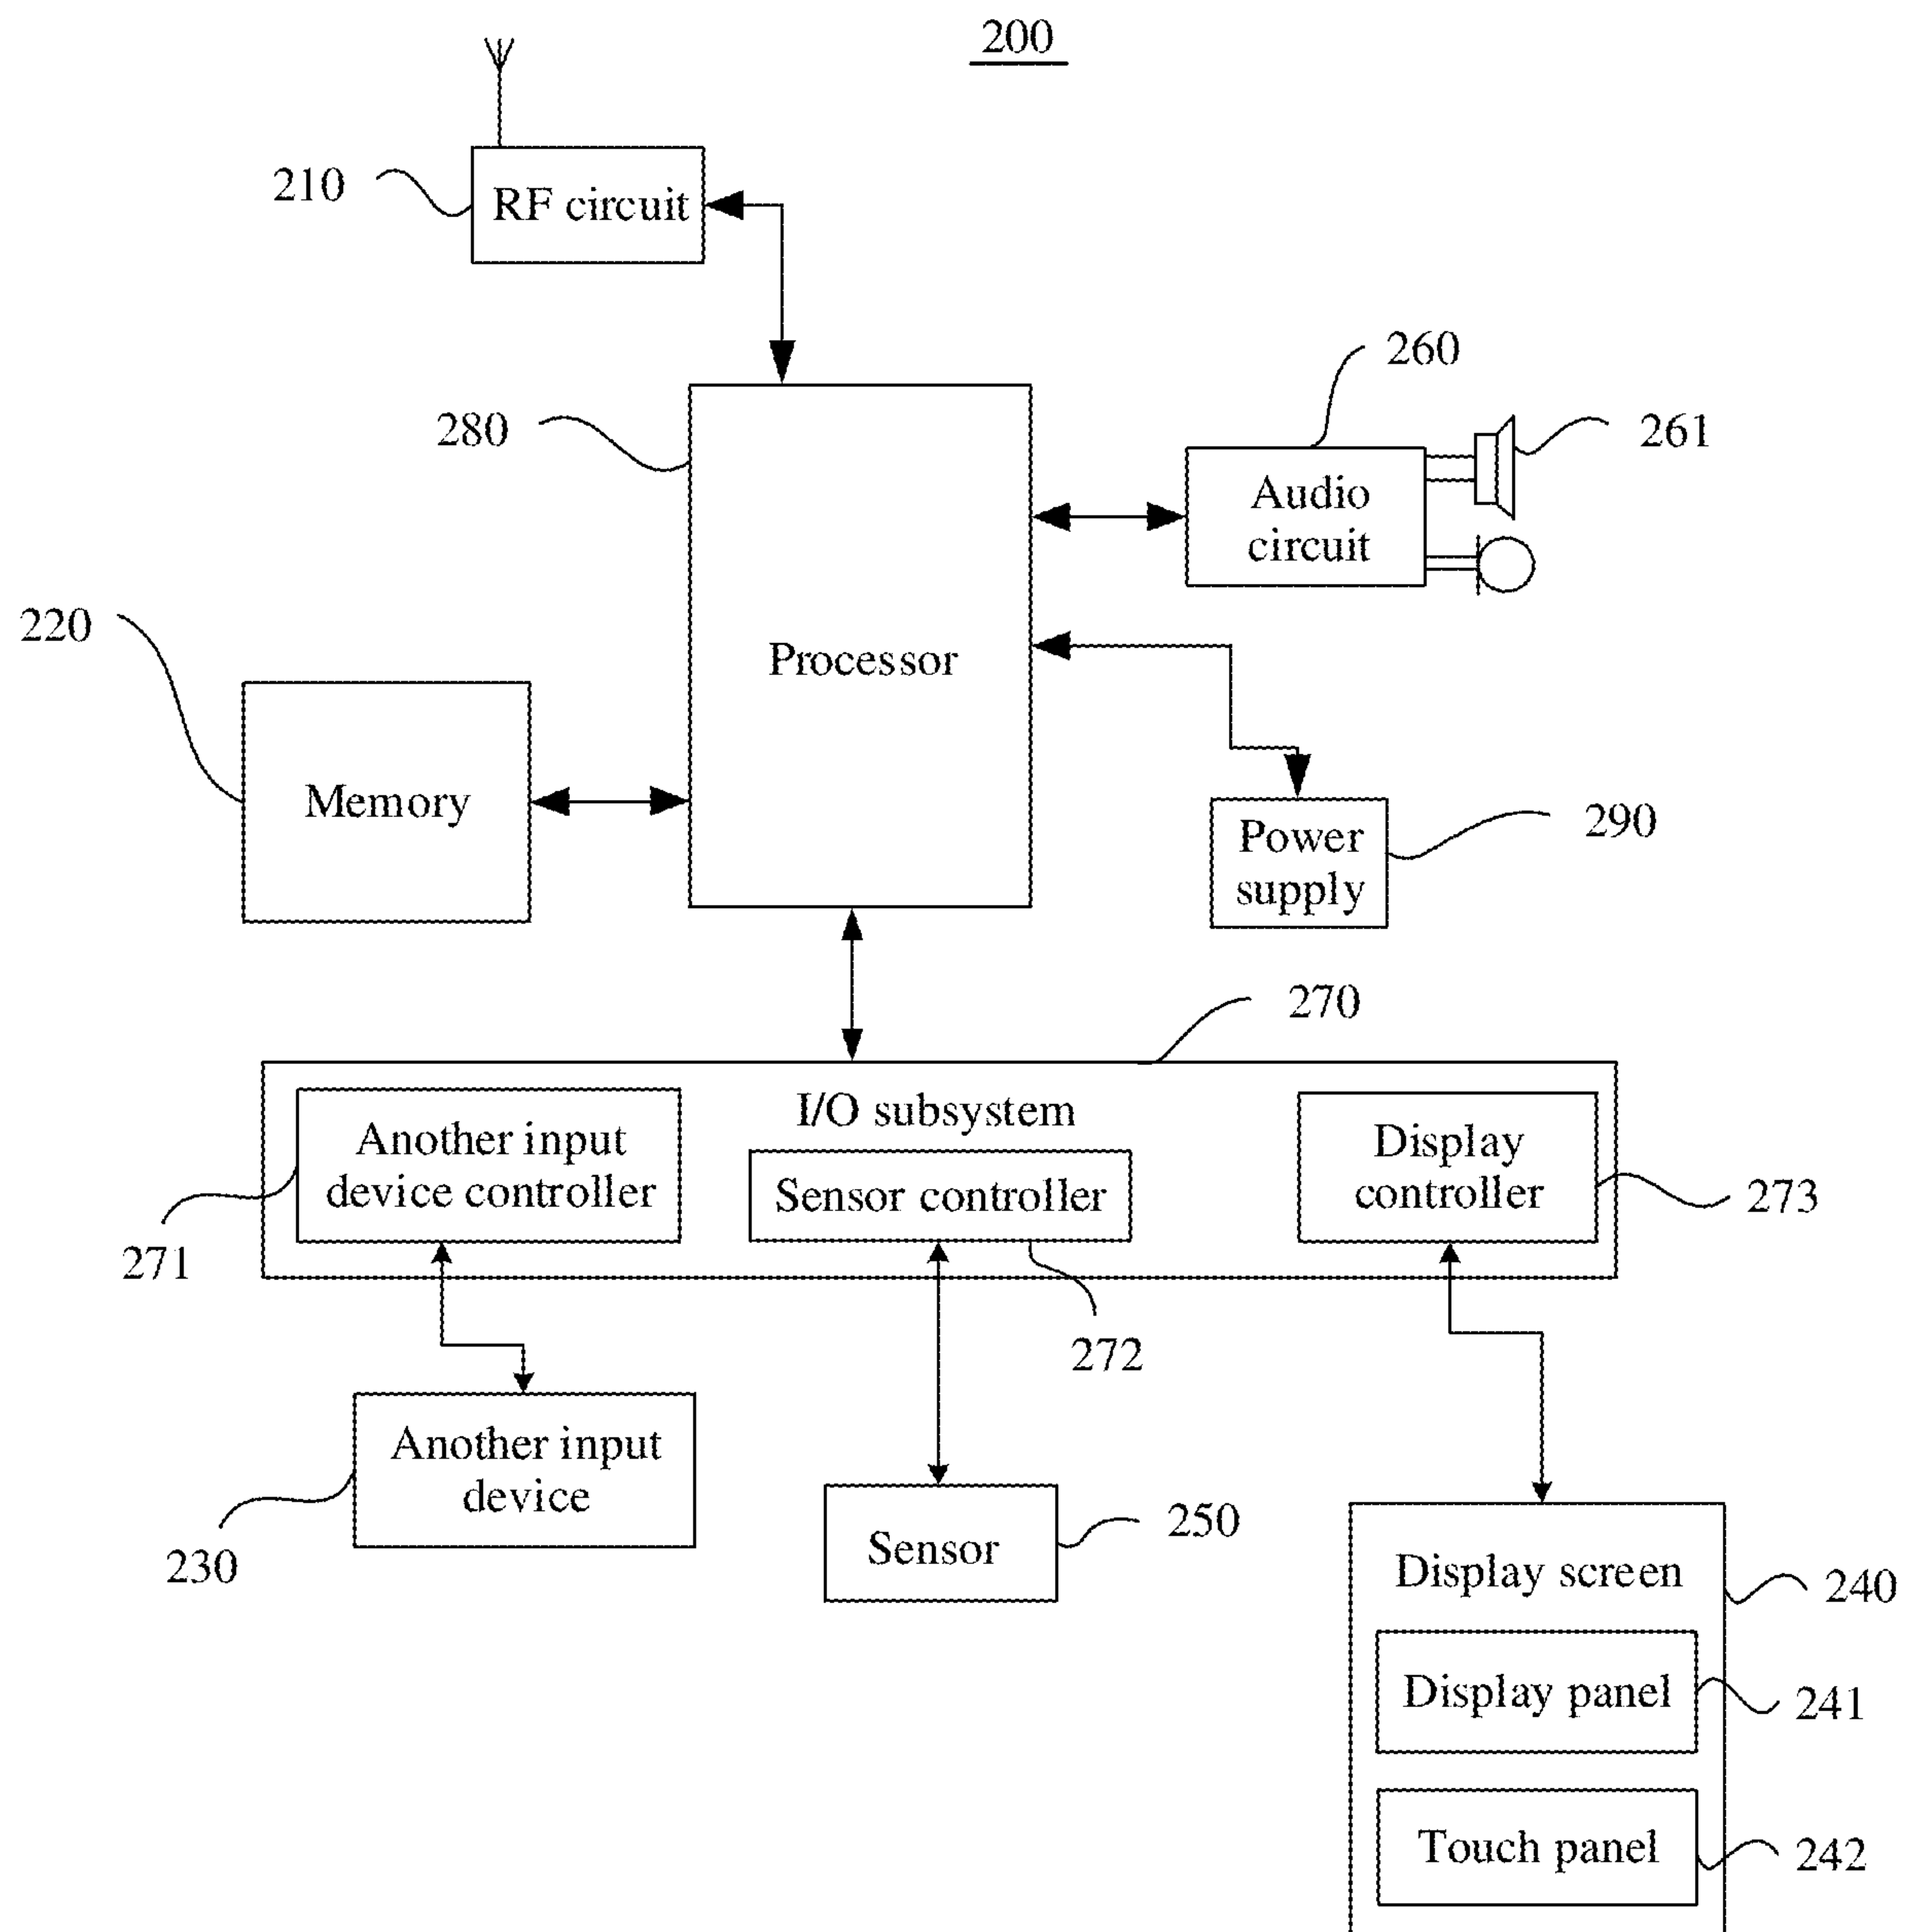 200
210
RF circuit
260
280
261
Audio
circuit
220
Processor
Memory
290
Power
supply
270
I/O subsystem
Another input
device controller
Sensor controller
Display
controller
273
271
272
Another input
device
230
Sensor
250
Display screen
240
Display panel
241
Touch panel
242